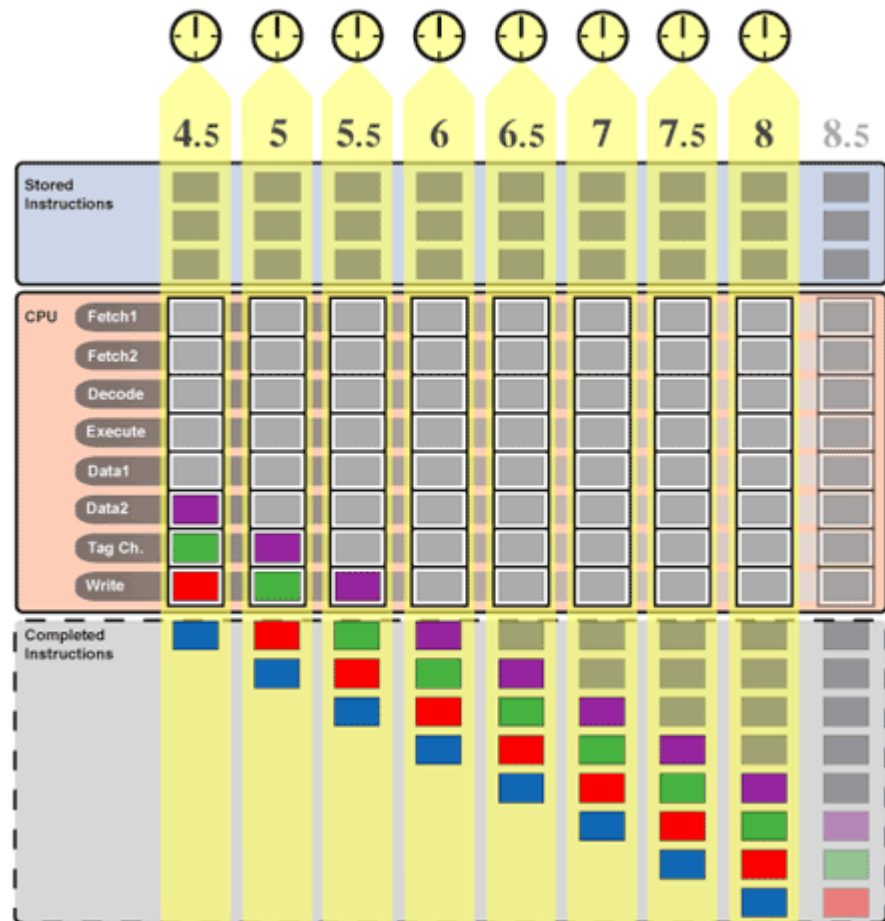 4.5 5 5.5 6 6.5 7 7.5 8 8.5
Stored
Instructions
CPU
Fetch1
Fetch2
Decode
Execute
Data1
Data2
Tag Ch.
Write
Completed
Instructions